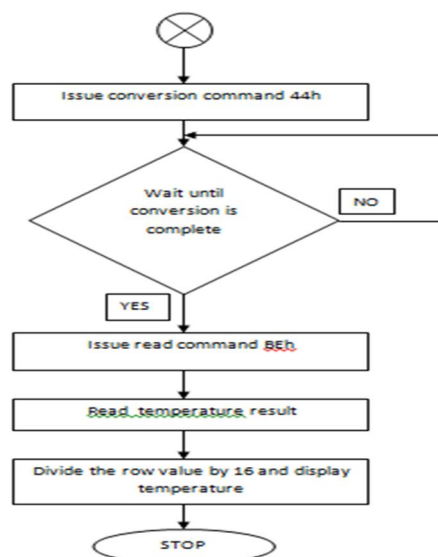 Issue conversion command 44h
Wait until
conversion is
complete
NO
YES
Issue read command BEh
Read temperature result
Divide the row value by 16 and display
temperature
STOP